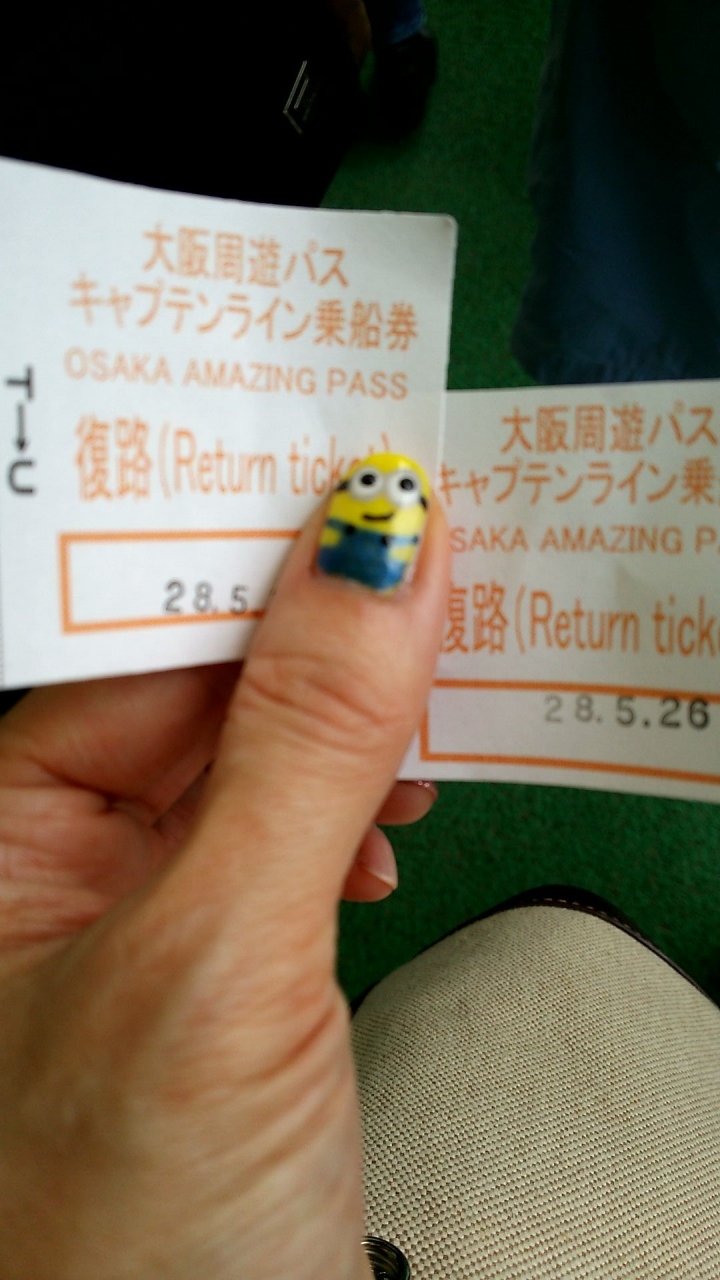 大阪周遊パス
キャプテンライン乗船券
OSAKA AMAZING PASS
復路(Return ticket)
28.5.
T→U
大阪周遊パス
キャプテンライン乗
SAKA AMAZING P
復路(Return tick
28.5.26